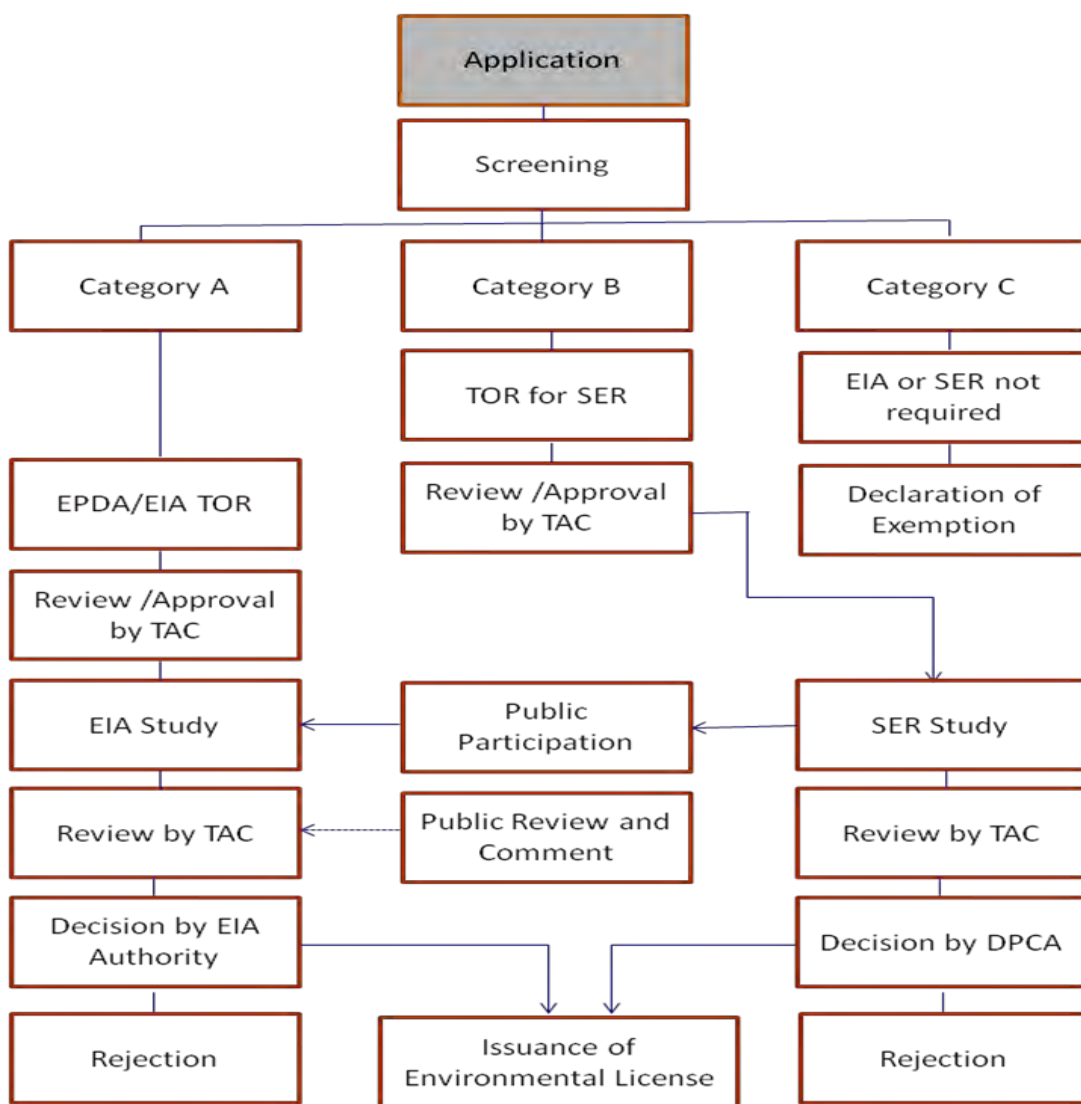 Application
Screening
Category A
Category B
Category C
TOR for SER
EIA or SER not
required
EPDA/EIA TOR
Review /Approval
by TAC
Declaration of
Exemption
Review /Approval
by TAC
EIA Study
Public
Participation
SER Study
Review by TAC
Public Review and
Comment
Review by TAC
Decision by EIA
Authority
Decision by DPCA
Rejection
Issuance of
Environmental License
Rejection